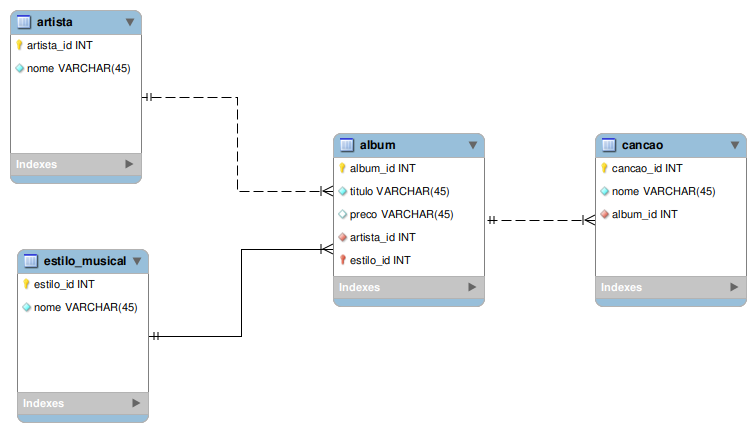 artista
artista_id INT
nome VARCHAR(45)
Indexes
estilo_musical
estilo_id INT
nome VARCHAR(45)
Indexes
album
album_id INT
titulo VARCHAR(45)
preco VARCHAR(45)
artista_id INT
estilo_id INT
Indexes
cancao
cancao_id INT
nome VARCHAR(45)
album_id INT
Indexes